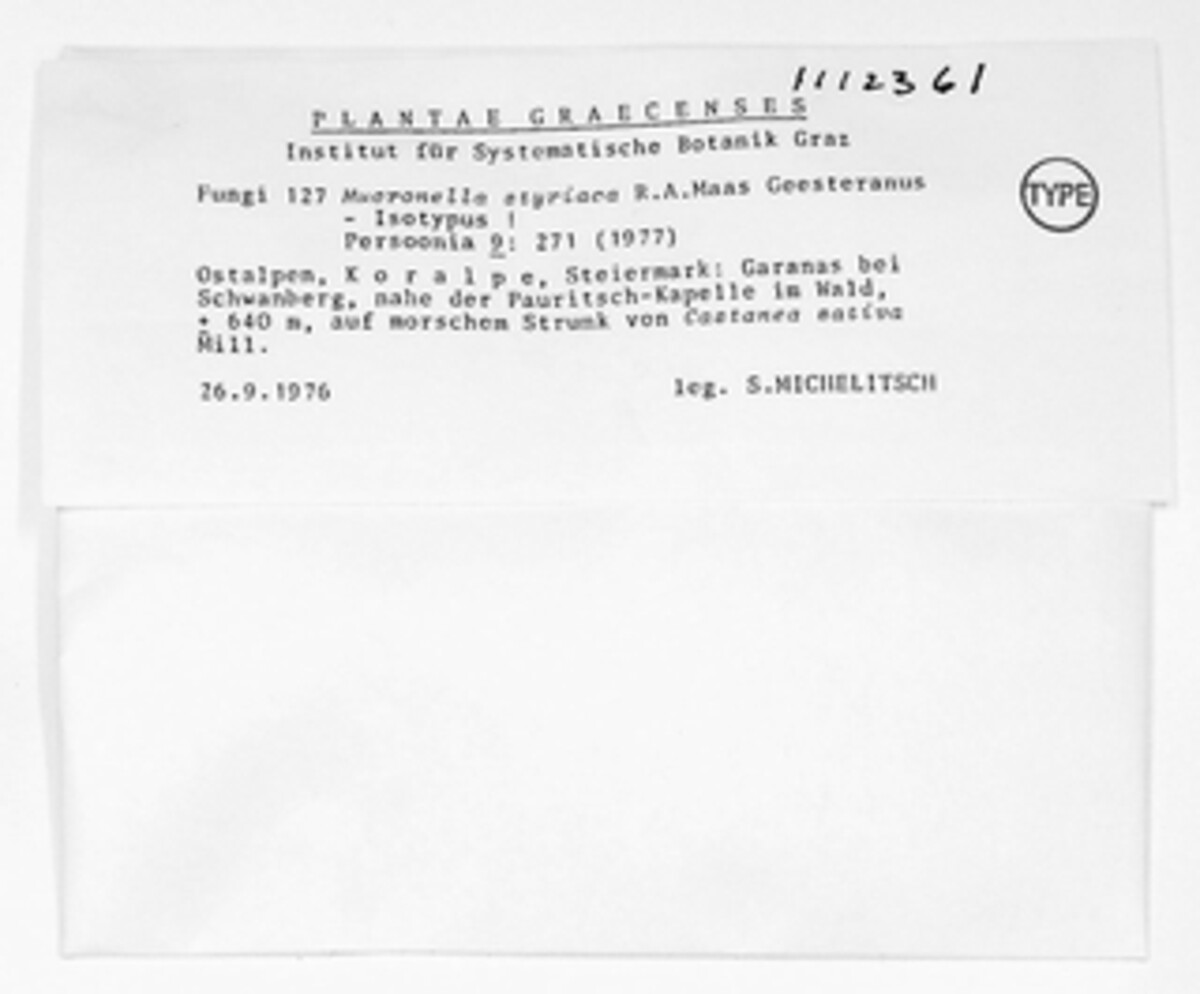 1112361
PLANTAE GRAECENSES
Institut für Systematische Botanik Graz
TYPE
Fungi 127 Mucronella styriaca R.A.Maas Geesteranus
- Isotypus !
Persoonia 9: 271 (1977)
Ostalpen, Koralpe, Steiermark: Garanas bei
Schwanberg, nahe der Pauritsch-Kapelle im Wald,
± 640 m, auf morschem Strunk von Castanea sativa
Mill.
26.9.1976 leg. S.MICHELITSCH